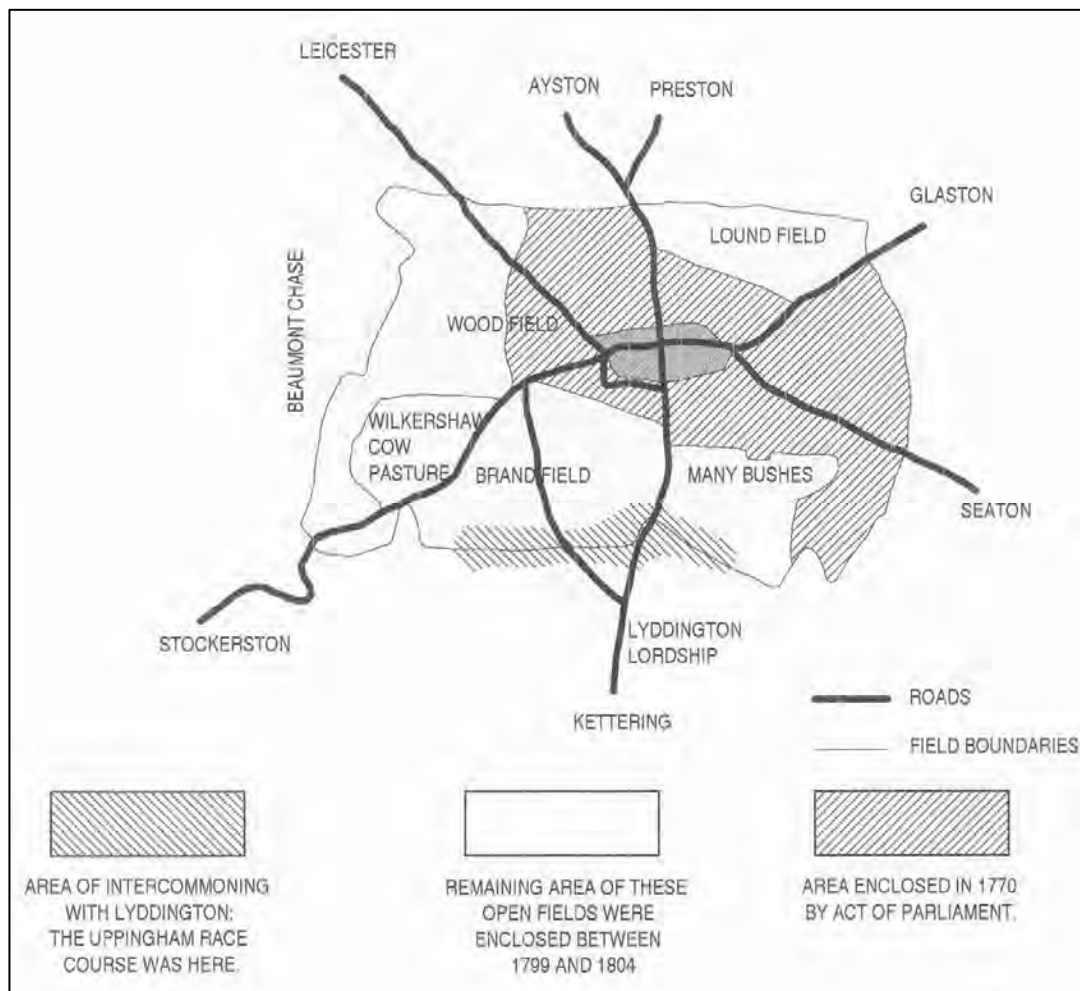 LEICESTER
AYSTON
PRESTON
GLASTON
LOUND FIELD
BEAUMONT CHASE
WOOD FIELD
WILKERSHAW
COW
PASTURE
BRAND FIELD
MANY BUSHES
SEATON
STOCKERSTON
LYDDINGTON
LORDSHIP
KETTERING
ROADS
FIELD BOUNDARIES
AREA OF INTERCOMMONING
WITH LYDDINGTON:
THE UPPINGHAM RACE
COURSE WAS HERE.
REMAINING AREA OF THESE
OPEN FIELDS WERE
ENCLOSED BETWEEN
1799 AND 1804
AREA ENCLOSED IN 1770
BY ACT OF PARLIAMENT.